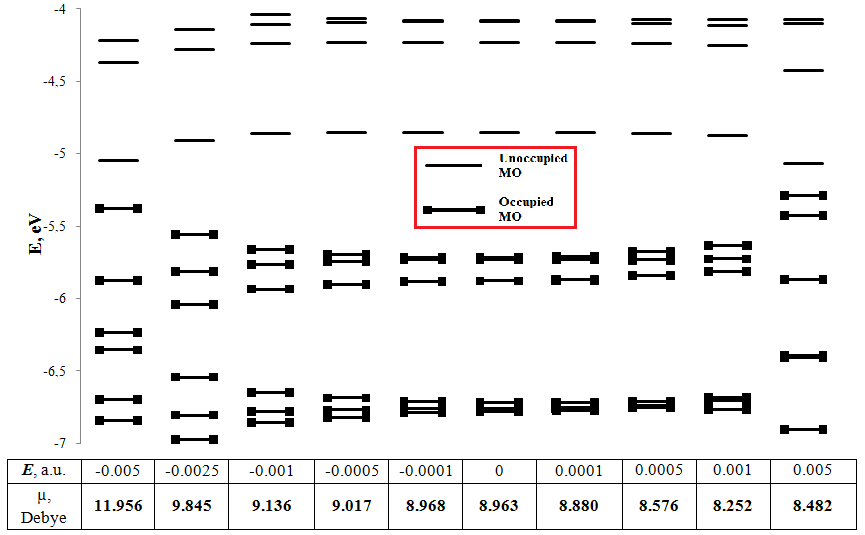 -4
-4.5
-5
-5.5
-6
-6.5
-7
E, eV
Unoccupied
MO
Occupied
MO
E, a.u. -0.005 -0.0025 -0.001 -0.0005 -0.0001 0 0.0001 0.0005 0.001 0.005
μ,
Debye 11.956 9.845 9.136 9.017 8.968 8.963 8.880 8.576 8.252 8.482